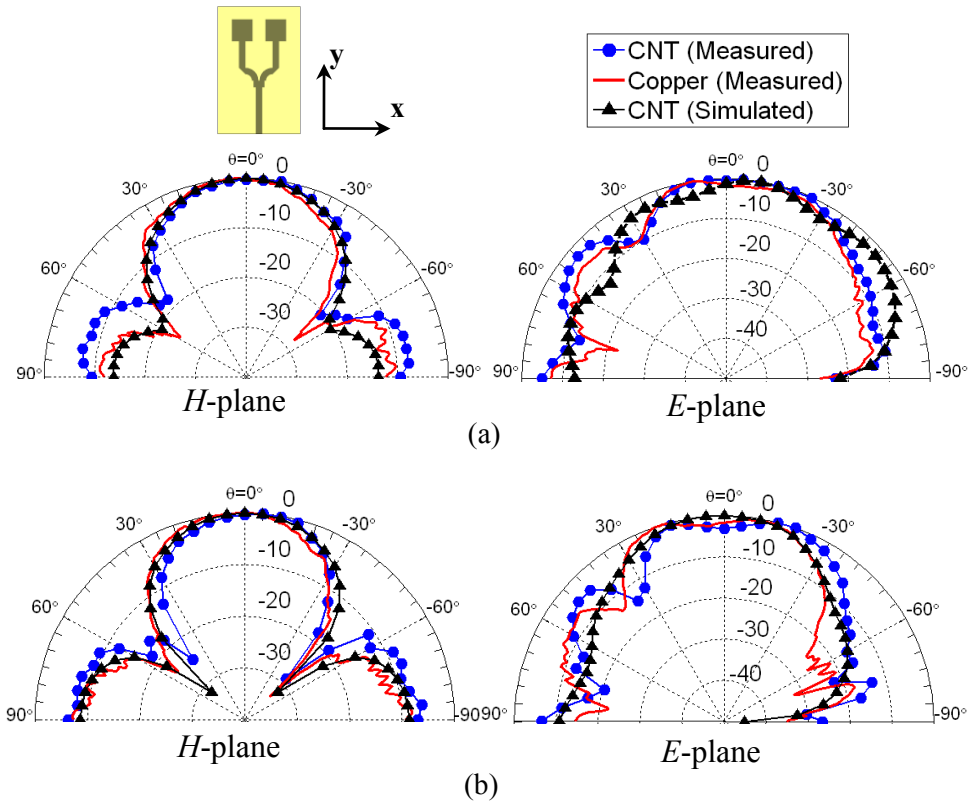 y
x
CNT (Measured)
Copper (Measured)
CNT (Simulated)
θ=0°
0
30°
-30°
-10
60°
-20
-60°
-30
90°
-90°
H-plane
θ=0°
0
30°
-30°
-10
-20
60°
-60°
-30
-40
90°
-90°
E-plane
(a)
θ=0°
0
30°
-30°
-10
60°
-20
-60°
-30
90°
-90
H-plane
θ=0°
0
30°
-30°
-10
-20
60°
-60°
-30
-40
90°
-90°
E-plane
(b)